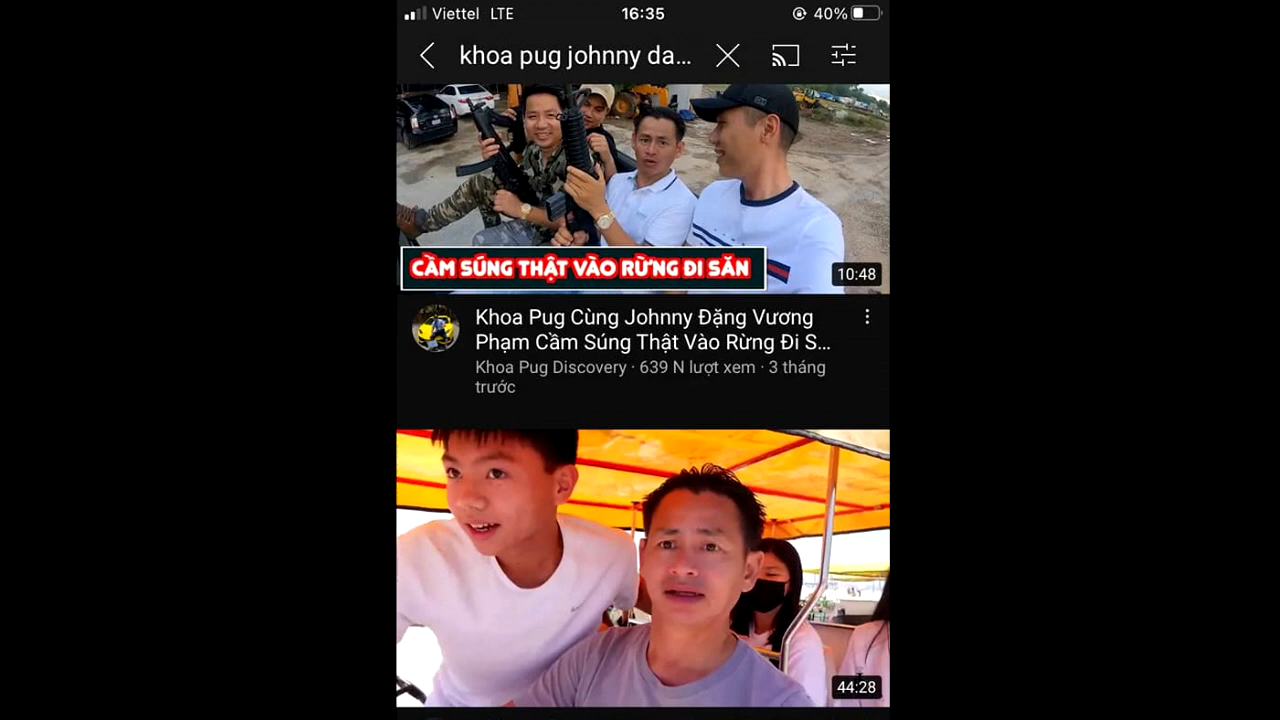 Viettel LTE 16:35 40%
khoa pug johnny da...
CẦM SÚNG THẬT VÀO RỪNG ĐI SĂN
10:48
Khoa Pug Cùng Johnny Đặng Vương
Phạm Cầm Súng Thật Vào Rừng Đi S...
Khoa Pug Discovery · 639 N lượt xem · 3 tháng
trước
44:28